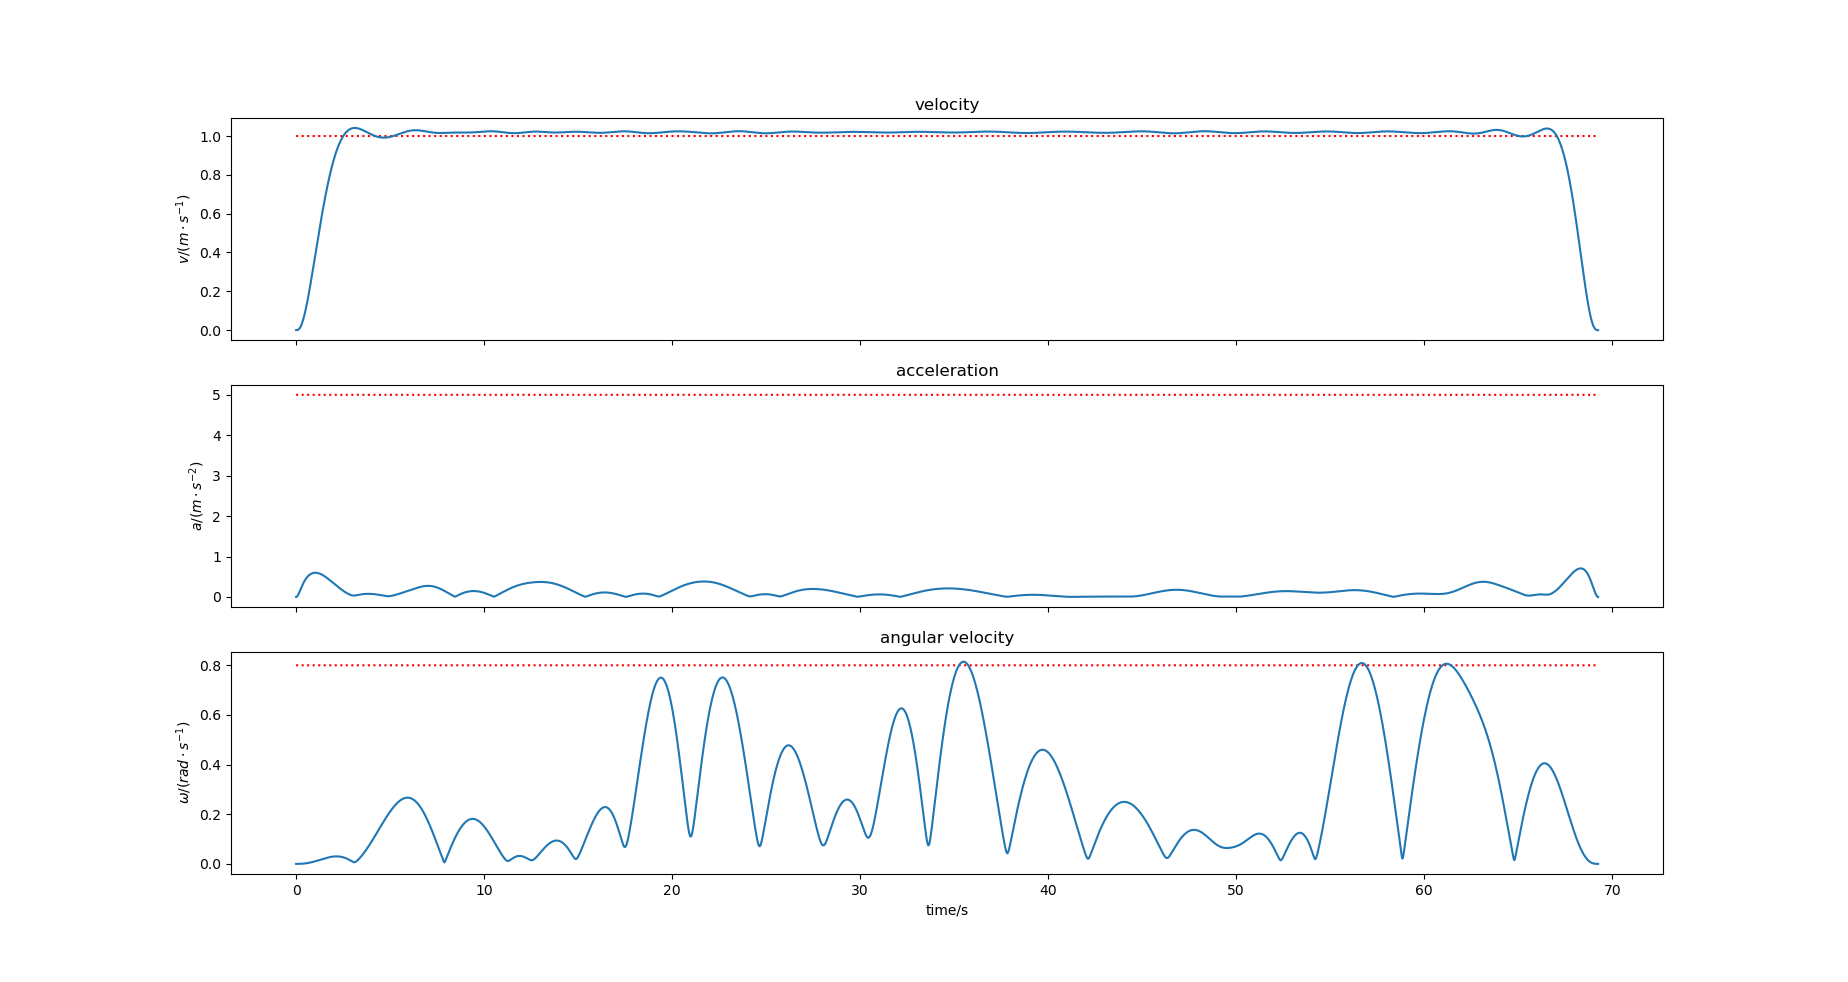 velocity
1.0
0.8
0.6
0.4
0.2
0.0
v/(m · s⁻¹)
acceleration
5
4
3
2
1
0
a/(m · s⁻²)
angular velocity
0.8
0.6
0.4
0.2
0.0
ω/(rad · s⁻¹)
0 10 20 30 40 50 60 70
time/s